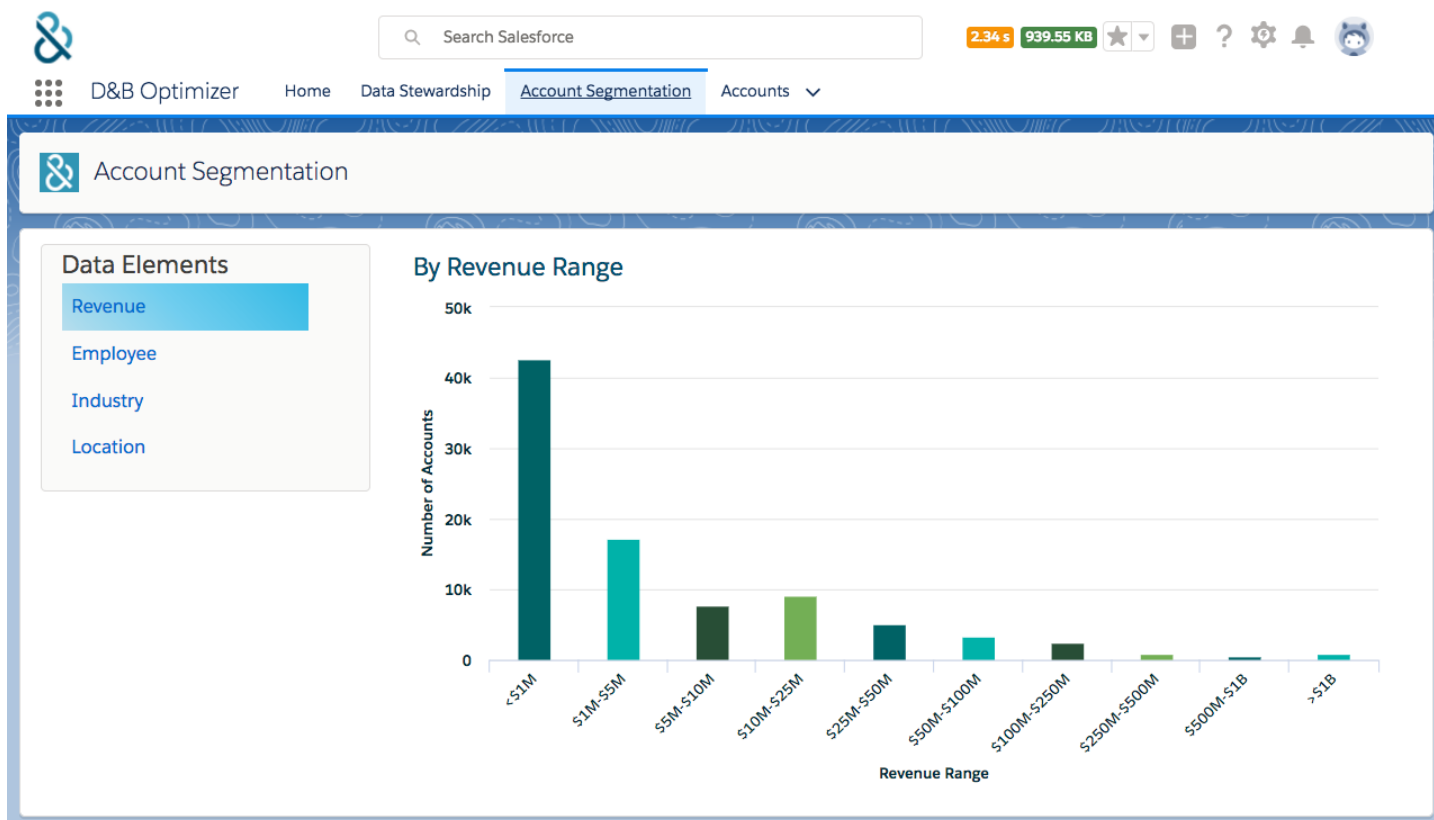 Search Salesforce
2.34 s 939.55 KB
D&B Optimizer Home Data Stewardship Account Segmentation Accounts
Account Segmentation
Data Elements
Revenue
Employee
Industry
Location
By Revenue Range
50k
40k
30k
20k
10k
0
Number of Accounts
<$1M
$1M-$5M
$5M-$10M
$10M-$25M
$25M-$50M
$50M-$100M
$100M-$250M
$250M-$500M
$500M-$1B
>$1B
Revenue Range